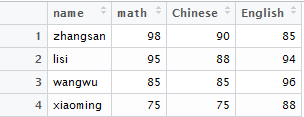 name math Chinese English
1 zhangsan 98 90 85
2 lisi 95 88 94
3 wangwu 85 85 96
4 xiaoming 75 75 88